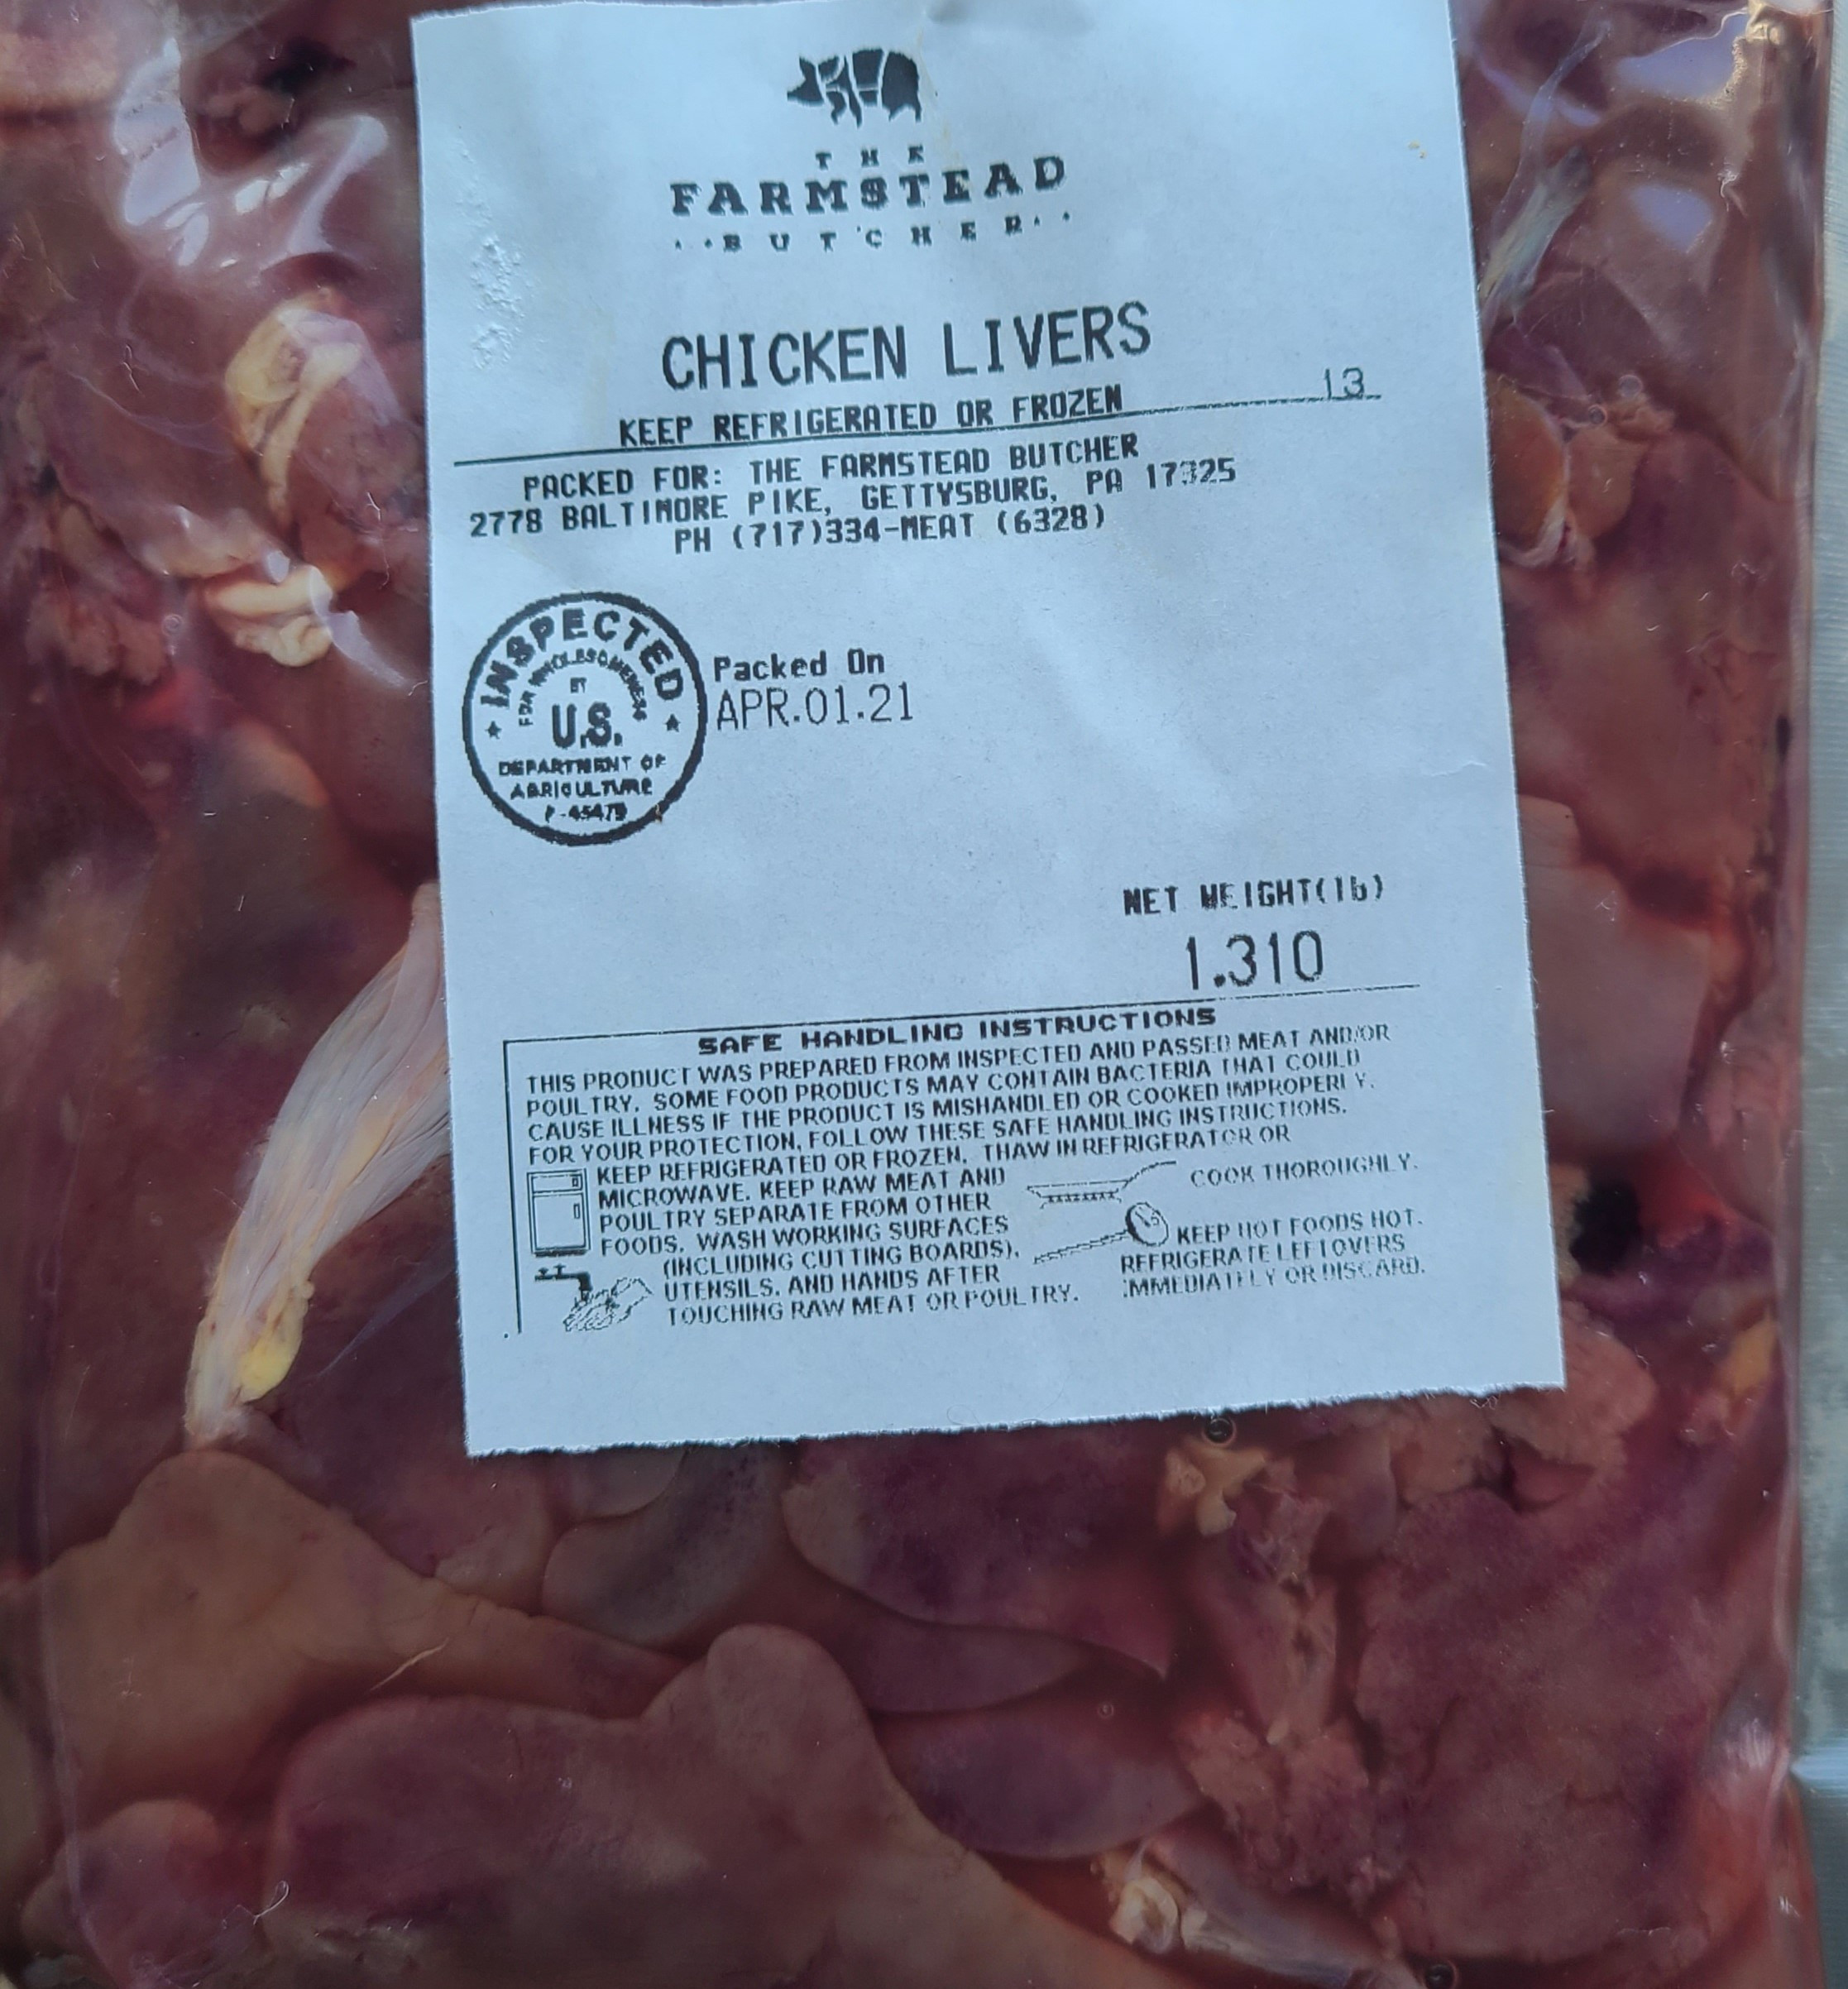 THE
FARMSTEAD
BUTCHER
CHICKEN LIVERS
KEEP REFRIGERATED OR FROZEN
13
PACKED FOR: THE FARMSTEAD BUTCHER
2778 BALTIMORE PIKE, GETTYSBURG, PA 17325
PH (717)334-MEAT (6328)
INSPECTED
FOR WHOLESOMENESS
BY
U.S.
DEPARTMENT OF
AGRICULTURE
P-45479
Packed On
APR.01.21
NET WEIGHT(lb)
1.310
SAFE HANDLING INSTRUCTIONS
THIS PRODUCT WAS PREPARED FROM INSPECTED AND PASSED MEAT AND/OR
POULTRY. SOME FOOD PRODUCTS MAY CONTAIN BACTERIA THAT COULD
CAUSE ILLNESS IF THE PRODUCT IS MISHANDLED OR COOKED IMPROPERLY.
FOR YOUR PROTECTION, FOLLOW THESE SAFE HANDLING INSTRUCTIONS.
KEEP REFRIGERATED OR FROZEN. THAW IN REFRIGERATOR OR
MICROWAVE. KEEP RAW MEAT AND
POULTRY SEPARATE FROM OTHER
FOODS. WASH WORKING SURFACES
(INCLUDING CUTTING BOARDS),
UTENSILS, AND HANDS AFTER
TOUCHING RAW MEAT OR POULTRY.
COOK THOROUGHLY.
KEEP HOT FOODS HOT.
REFRIGERATE LEFTOVERS
IMMEDIATELY OR DISCARD.